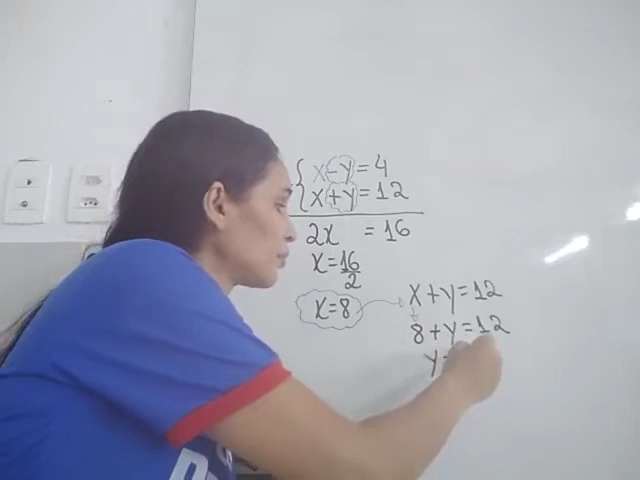 x-y=4
x+y=12
2x =16
x=16
2
x=8
x+y=12
8+y=12
y=